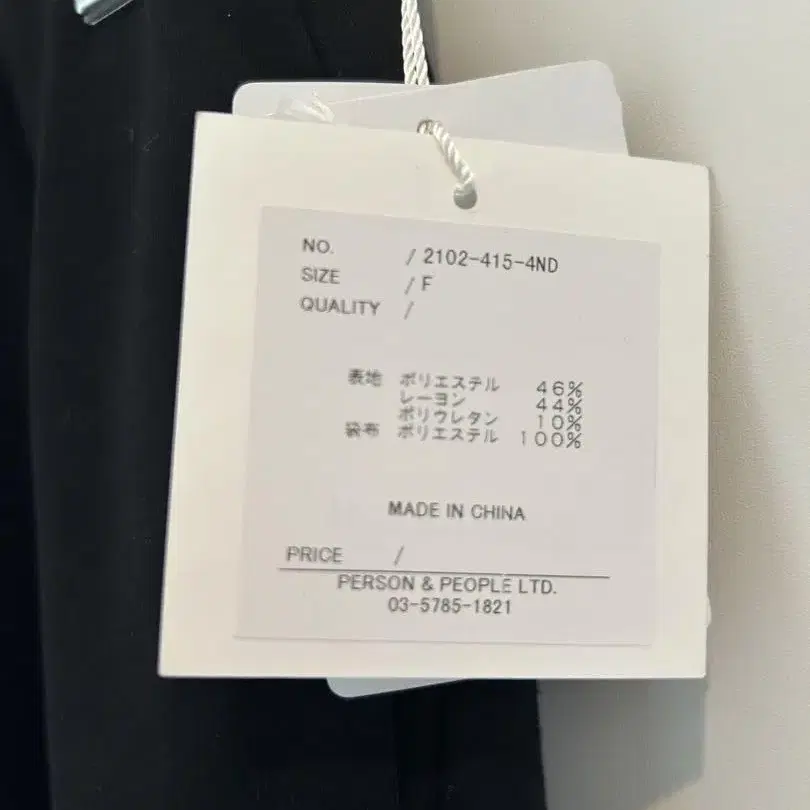 NO. / 2102-415-4ND
SIZE / F
QUALITY /
表地 ポリエステル 46%
レーヨン 44%
ポリウレタン 10%
袋布 ポリエステル 100%
MADE IN CHINA
PRICE /
PERSON & PEOPLE LTD.
03-5785-1821